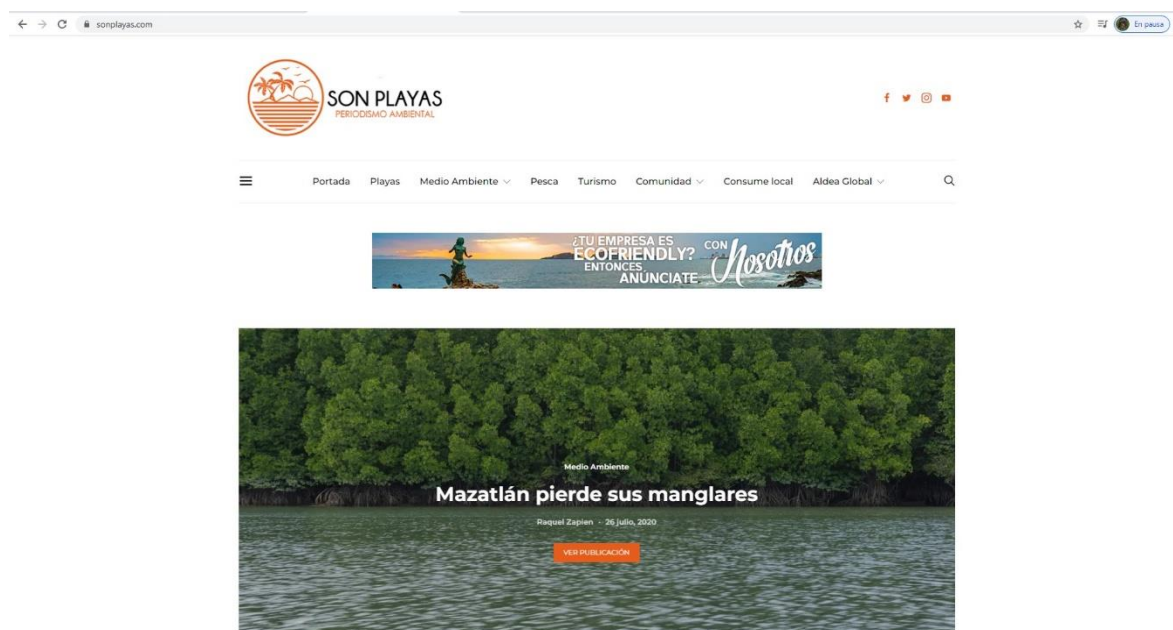 sonplayas.com
En pausa
SON PLAYAS
PERIODISMO AMBIENTAL
Portada Playas Medio Ambiente Pesca Turismo Comunidad Consume local Aldea Global
¿TU EMPRESA ES
ECOFRIENDLY?
ENTONCES,
ANÚNCIATE
CON Nosotros
Medio Ambiente
Mazatlán pierde sus manglares
Raquel Zapien · 26 julio, 2020
VER PUBLICACIÓN